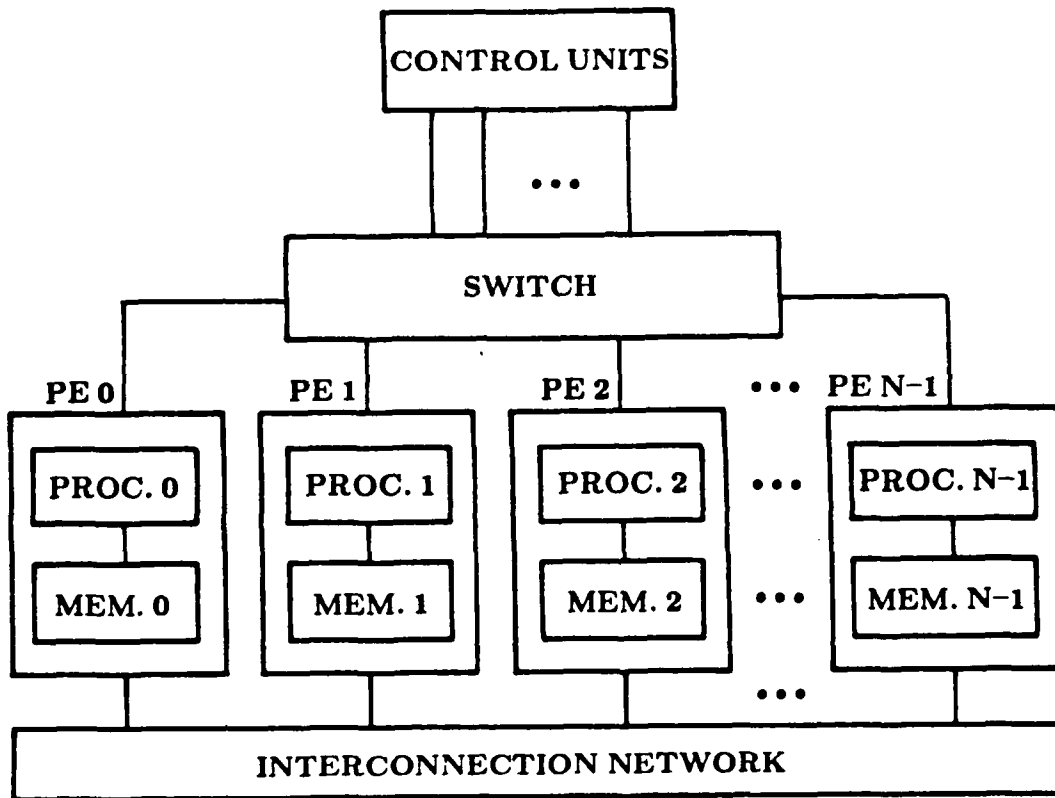 CONTROL UNITS
•••
SWITCH
PE 0 PE 1 PE 2 ••• PE N-1
PROC. 0 PROC. 1 PROC. 2 ••• PROC. N-1
MEM. 0 MEM. 1 MEM. 2 ••• MEM. N-1
•••
INTERCONNECTION NETWORK